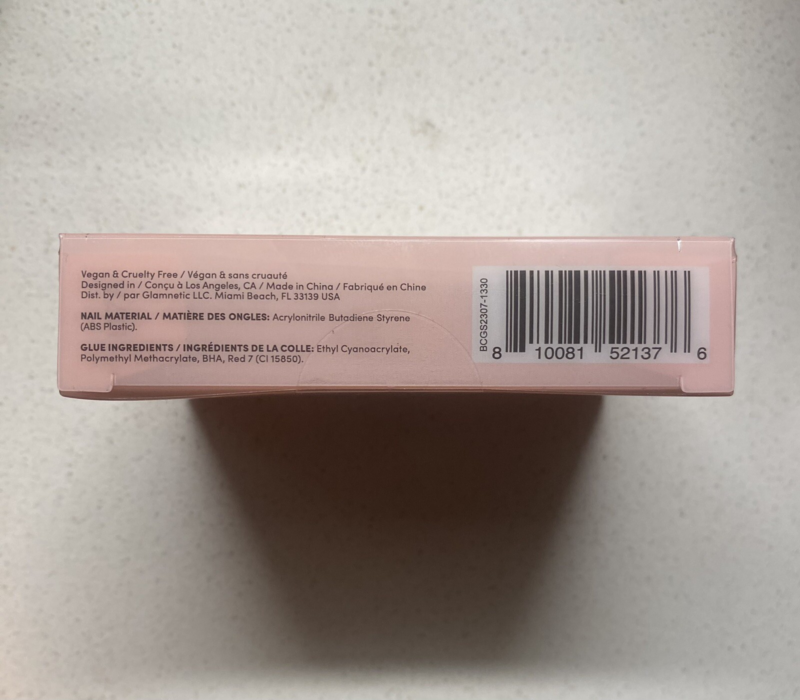 Vegan & Cruelty Free / Végan & sans cruauté
Designed in / Conçu à Los Angeles, CA / Made in China / Fabriqué en Chine
Dist. by / par Glamnetic LLC. Miami Beach, FL 33139 USA
NAIL MATERIAL / MATIÈRE DES ONGLES: Acrylonitrile Butadiene Styrene
(ABS Plastic).
GLUE INGREDIENTS / INGRÉDIENTS DE LA COLLE: Ethyl Cyanoacrylate,
Polymethyl Methacrylate, BHA, Red 7 (CI 15850).
BCGS2307-1330
8 10081 52137 6